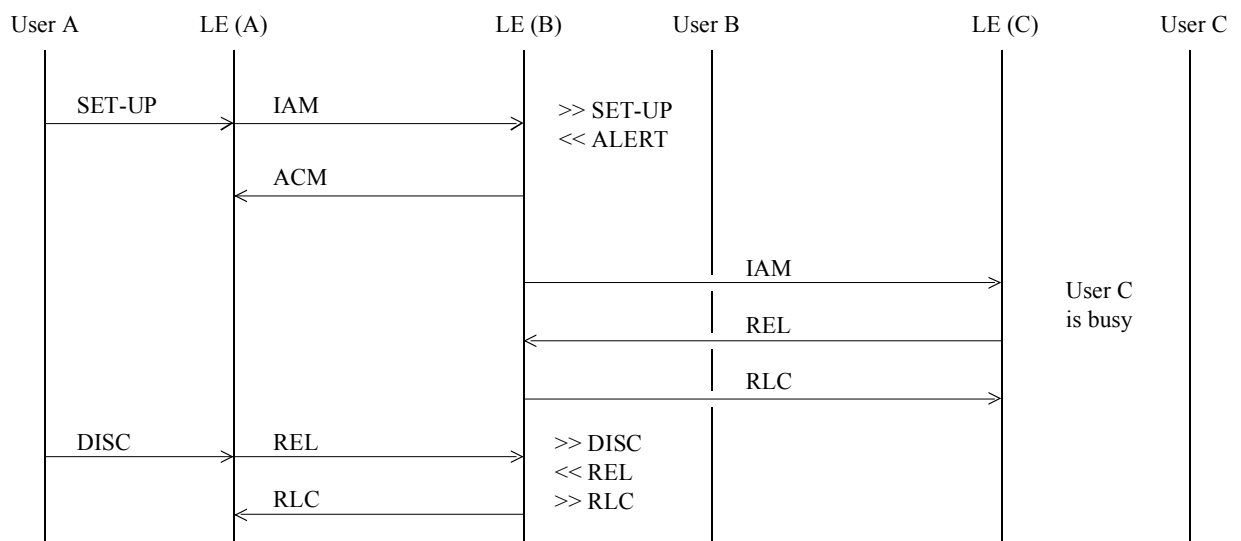 User A LE (A) LE (B) User B LE (C) User C
SET-UP IAM >> SET-UP
<< ALERT
ACM
IAM
User C
is busy
REL
RLC
DISC REL >> DISC
<< REL
RLC >> RLC